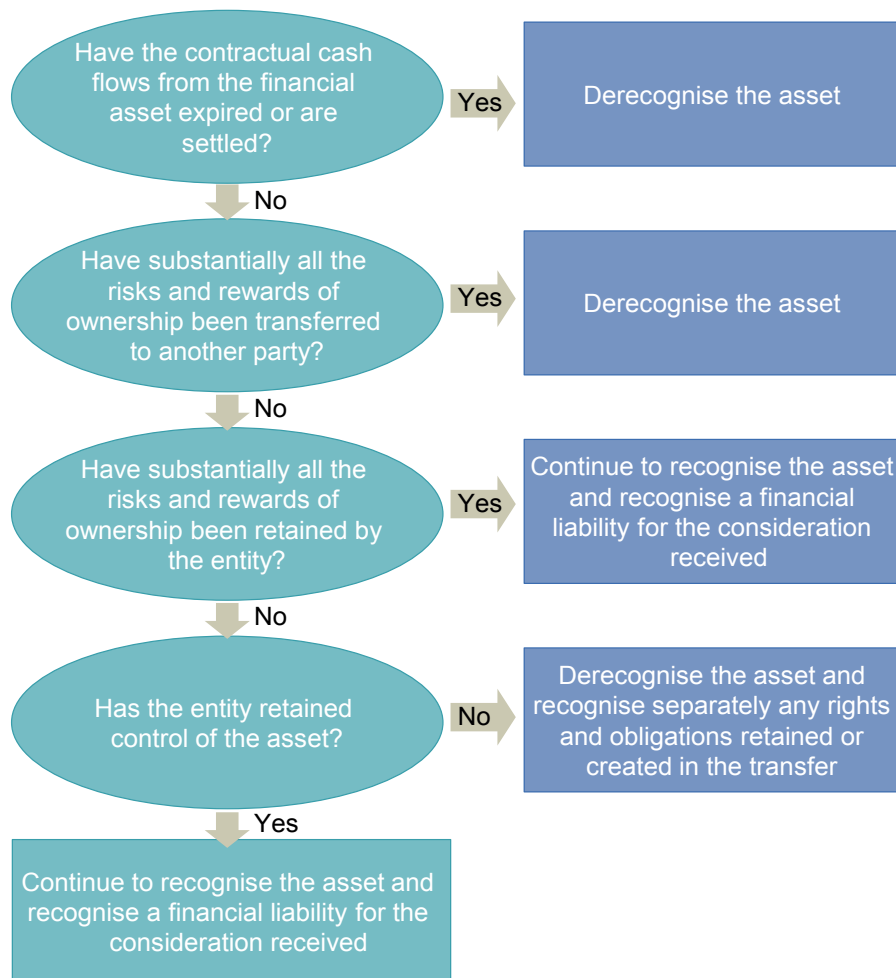 Have the contractual cash
flows from the financial
asset expired or are
settled?
Yes
Derecognise the asset
No
Have substantially all the
risks and rewards of
ownership been transferred
to another party?
Yes
Derecognise the asset
No
Have substantially all the
risks and rewards of
ownership been retained by
the entity?
Yes
Continue to recognise the asset
and recognise a financial
liability for the consideration
received
No
Has the entity retained
control of the asset?
No
Derecognise the asset and
recognise separately any rights
and obligations retained or
created in the transfer
Yes
Continue to recognise the asset and
recognise a financial liability for the
consideration received